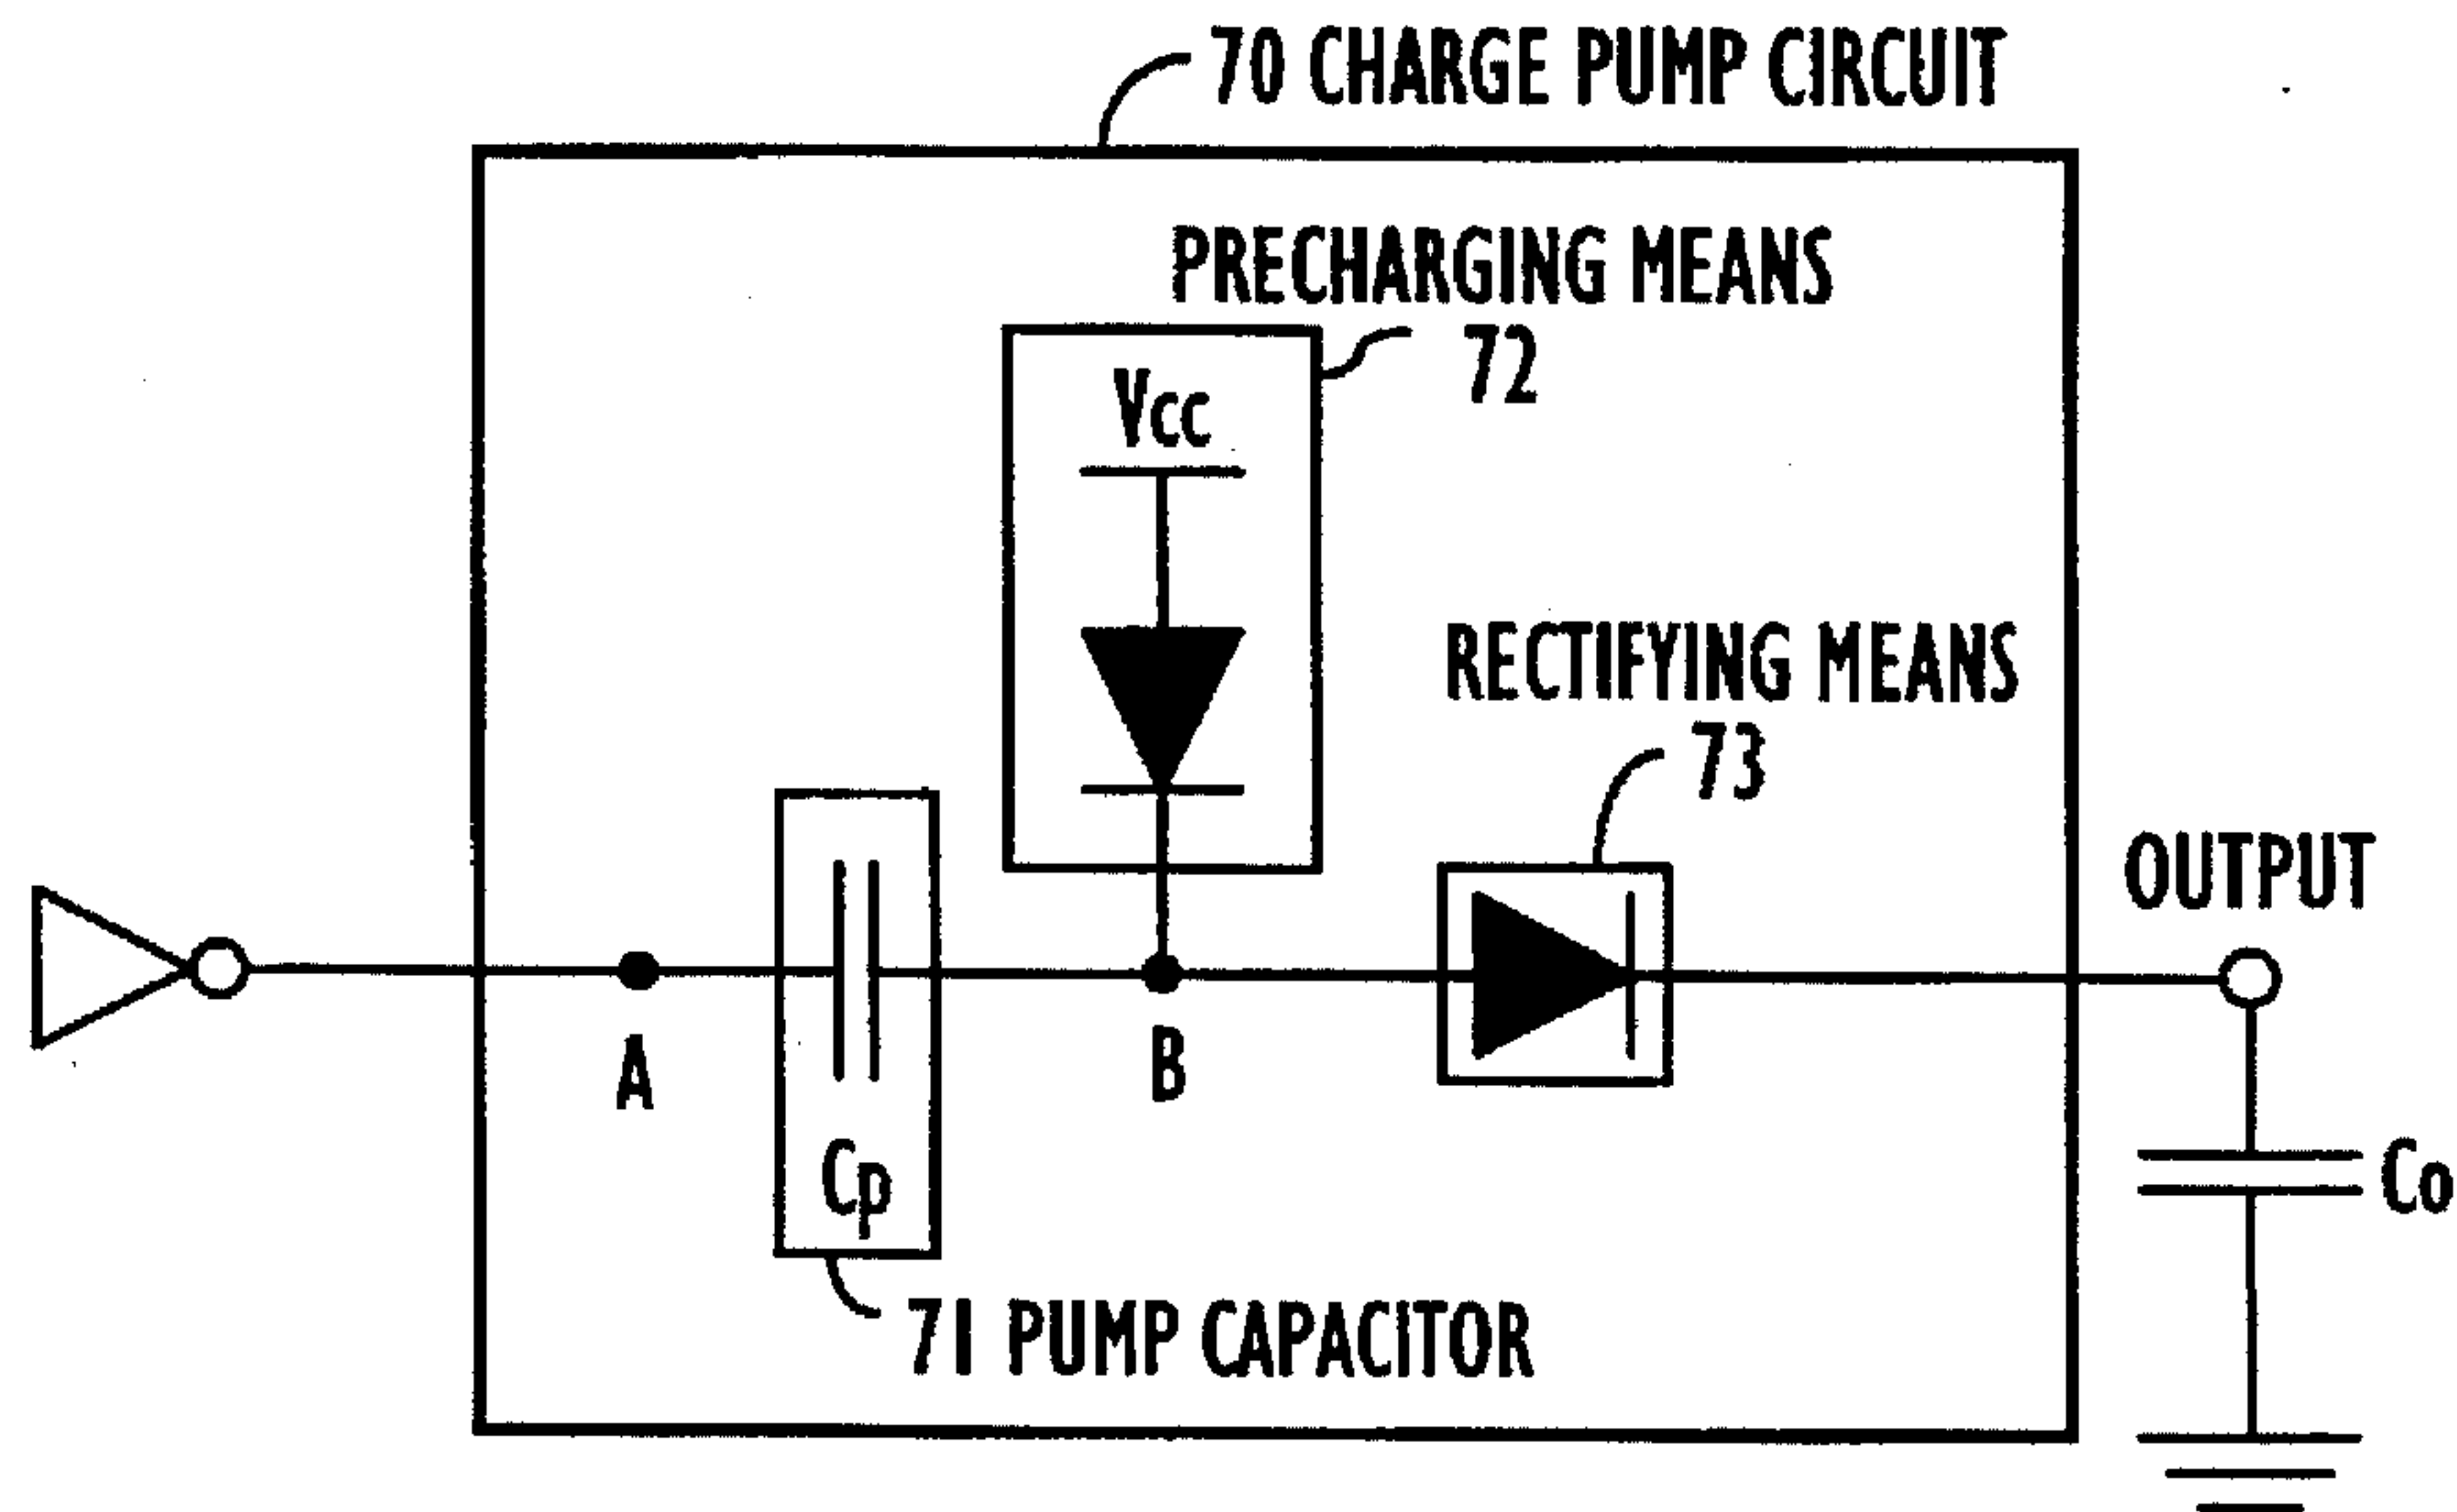 70 CHARGE PUMP CIRCUIT
PRECHARGING MEANS
72
Vcc
RECTIFYING MEANS
73
OUTPUT
A
B
Cp
Co
71 PUMP CAPACITOR